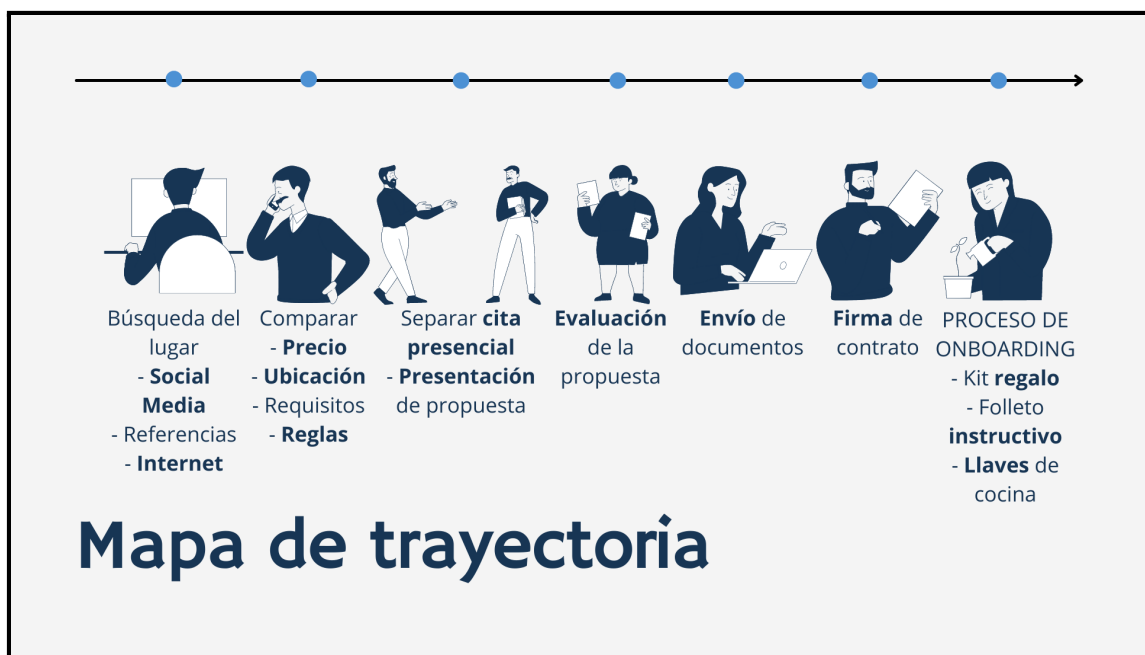 Búsqueda del
lugar
- Social
Media
- Referencias
- Internet
Comparar
- Precio
- Ubicación
- Requisitos
- Reglas
Separar cita
presencial
- Presentación
de propuesta
Evaluación
de la
propuesta
Envío de
documentos
Firma de
contrato
PROCESO DE
ONBOARDING
- Kit regalo
- Folleto
instructivo
- Llaves de
cocina
Mapa de trayectoria